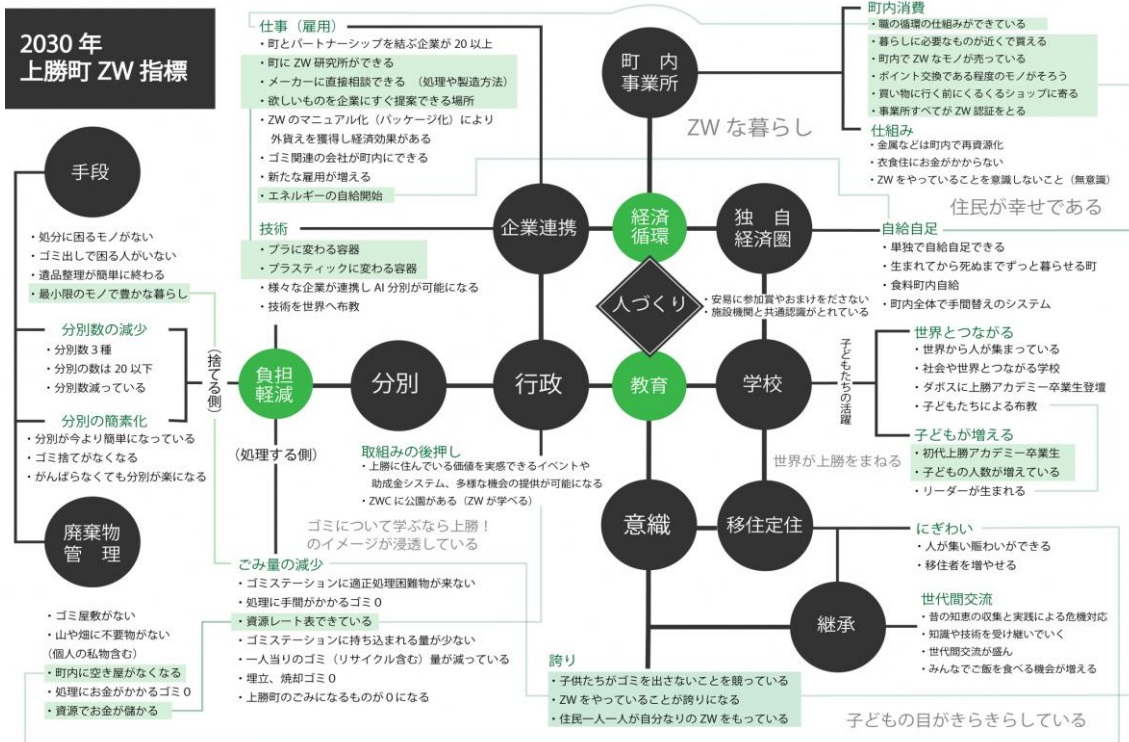 2030 年
上勝町 ZW 指標
仕事（雇用）
・町とパートナーシップを結ぶ企業が 20 以上
・町に ZW 研究所ができる
・メーカーに直接相談できる （処理や製造方法）
・欲しいものを企業にすぐ提案できる場所
・ZW のマニュアル化（パッケージ化）により
外貨えを獲得し経済効果がある
・ゴミ関連の会社が町内にできる
・新たな雇用が増える
・エネルギーの自給開始
技術
・プラに変わる容器
・プラスティックに変わる容器
・様々な企業が連携し AI 分別が可能になる
・技術を世界へ布教
町 内
事業所
町内消費
・職の循環の仕組みができている
・暮らしに必要なものが近くで買える
・町内で ZW なモノが売っている
・ポイント交換である程度のモノがそろう
・買い物に行く前にくるくるショップに寄る
・事業所すべてが ZW 認証をとる
仕組み
・金属などは町内で再資源化
・衣食住にお金がかからない
・ZW をやっていることを意識しないこと（無意識）
ZW な暮らし
住民が幸せである
企業連携
経済
循環
独 自
経済圏
自給自足
・単独で自給自足できる
・生まれてから死ぬまでずっと暮らせる町
・食料町内自給
・町内全体で手間替えのシステム
人づくり
・安易に参加賞やおまけをださない
・施設機関と共通認識がとれている
手段
・処分に困るモノがない
・ゴミ出しで困る人がいない
・遺品整理が簡単に終わる
・最小限のモノで豊かな暮らし
分別数の減少
・分別数 3 種
・分別の数は 20 以下
・分別数減っている
分別の簡素化
・分別が今より簡単になっている
・ゴミ捨てがなくなる
・がんばらなくても分別が楽になる
（捨てる側）
負担
軽減
（処理する側）
分別
行政
教育
学校
子どもたちの活躍
世界とつながる
・世界から人が集まっている
・社会や世界とつながる学校
・ダボスに上勝アカデミー卒業生登壇
・子どもたちによる布教
子どもが増える
・初代上勝アカデミー卒業生
・子どもの人数が増えている
・リーダーが生まれる
世界が上勝をまねる
取組みの後押し
・上勝に住んでいる価値を実感できるイベントや
助成金システム、多様な機会の提供が可能になる
・ZWC に公園がある（ZW が学べる）
ゴミについて学ぶなら上勝！
のイメージが浸透している
廃棄物
管 理
・ゴミ屋敷がない
・山や畑に不要物がない
（個人の私物含む）
・町内に空き屋がなくなる
・処理にお金がかかるゴミ 0
・資源でお金が儲かる
ごみ量の減少
・ゴミステーションに適正処理困難物が来ない
・処理に手間がかかるゴミ 0
・資源レート表できている
・ゴミステーションに持ち込まれる量が少ない
・一人当りのゴミ（リサイクル含む）量が減っている
・埋立、焼却ゴミ 0
・上勝町のごみになるものが 0 になる
意識
移住定住
にぎわい
・人が集い賑わいができる
・移住者を増やせる
継承
世代間交流
・昔の知恵の収集と実践による危機対応
・知識や技術を受け継いでいく
・世代間交流が盛ん
・みんなでご飯を食べる機会が増える
誇り
・子供たちがゴミを出さないことを競っている
・ZW をやっていることが誇りになる
・住民一人一人が自分なりの ZW をもっている
子どもの目がきらきらしている